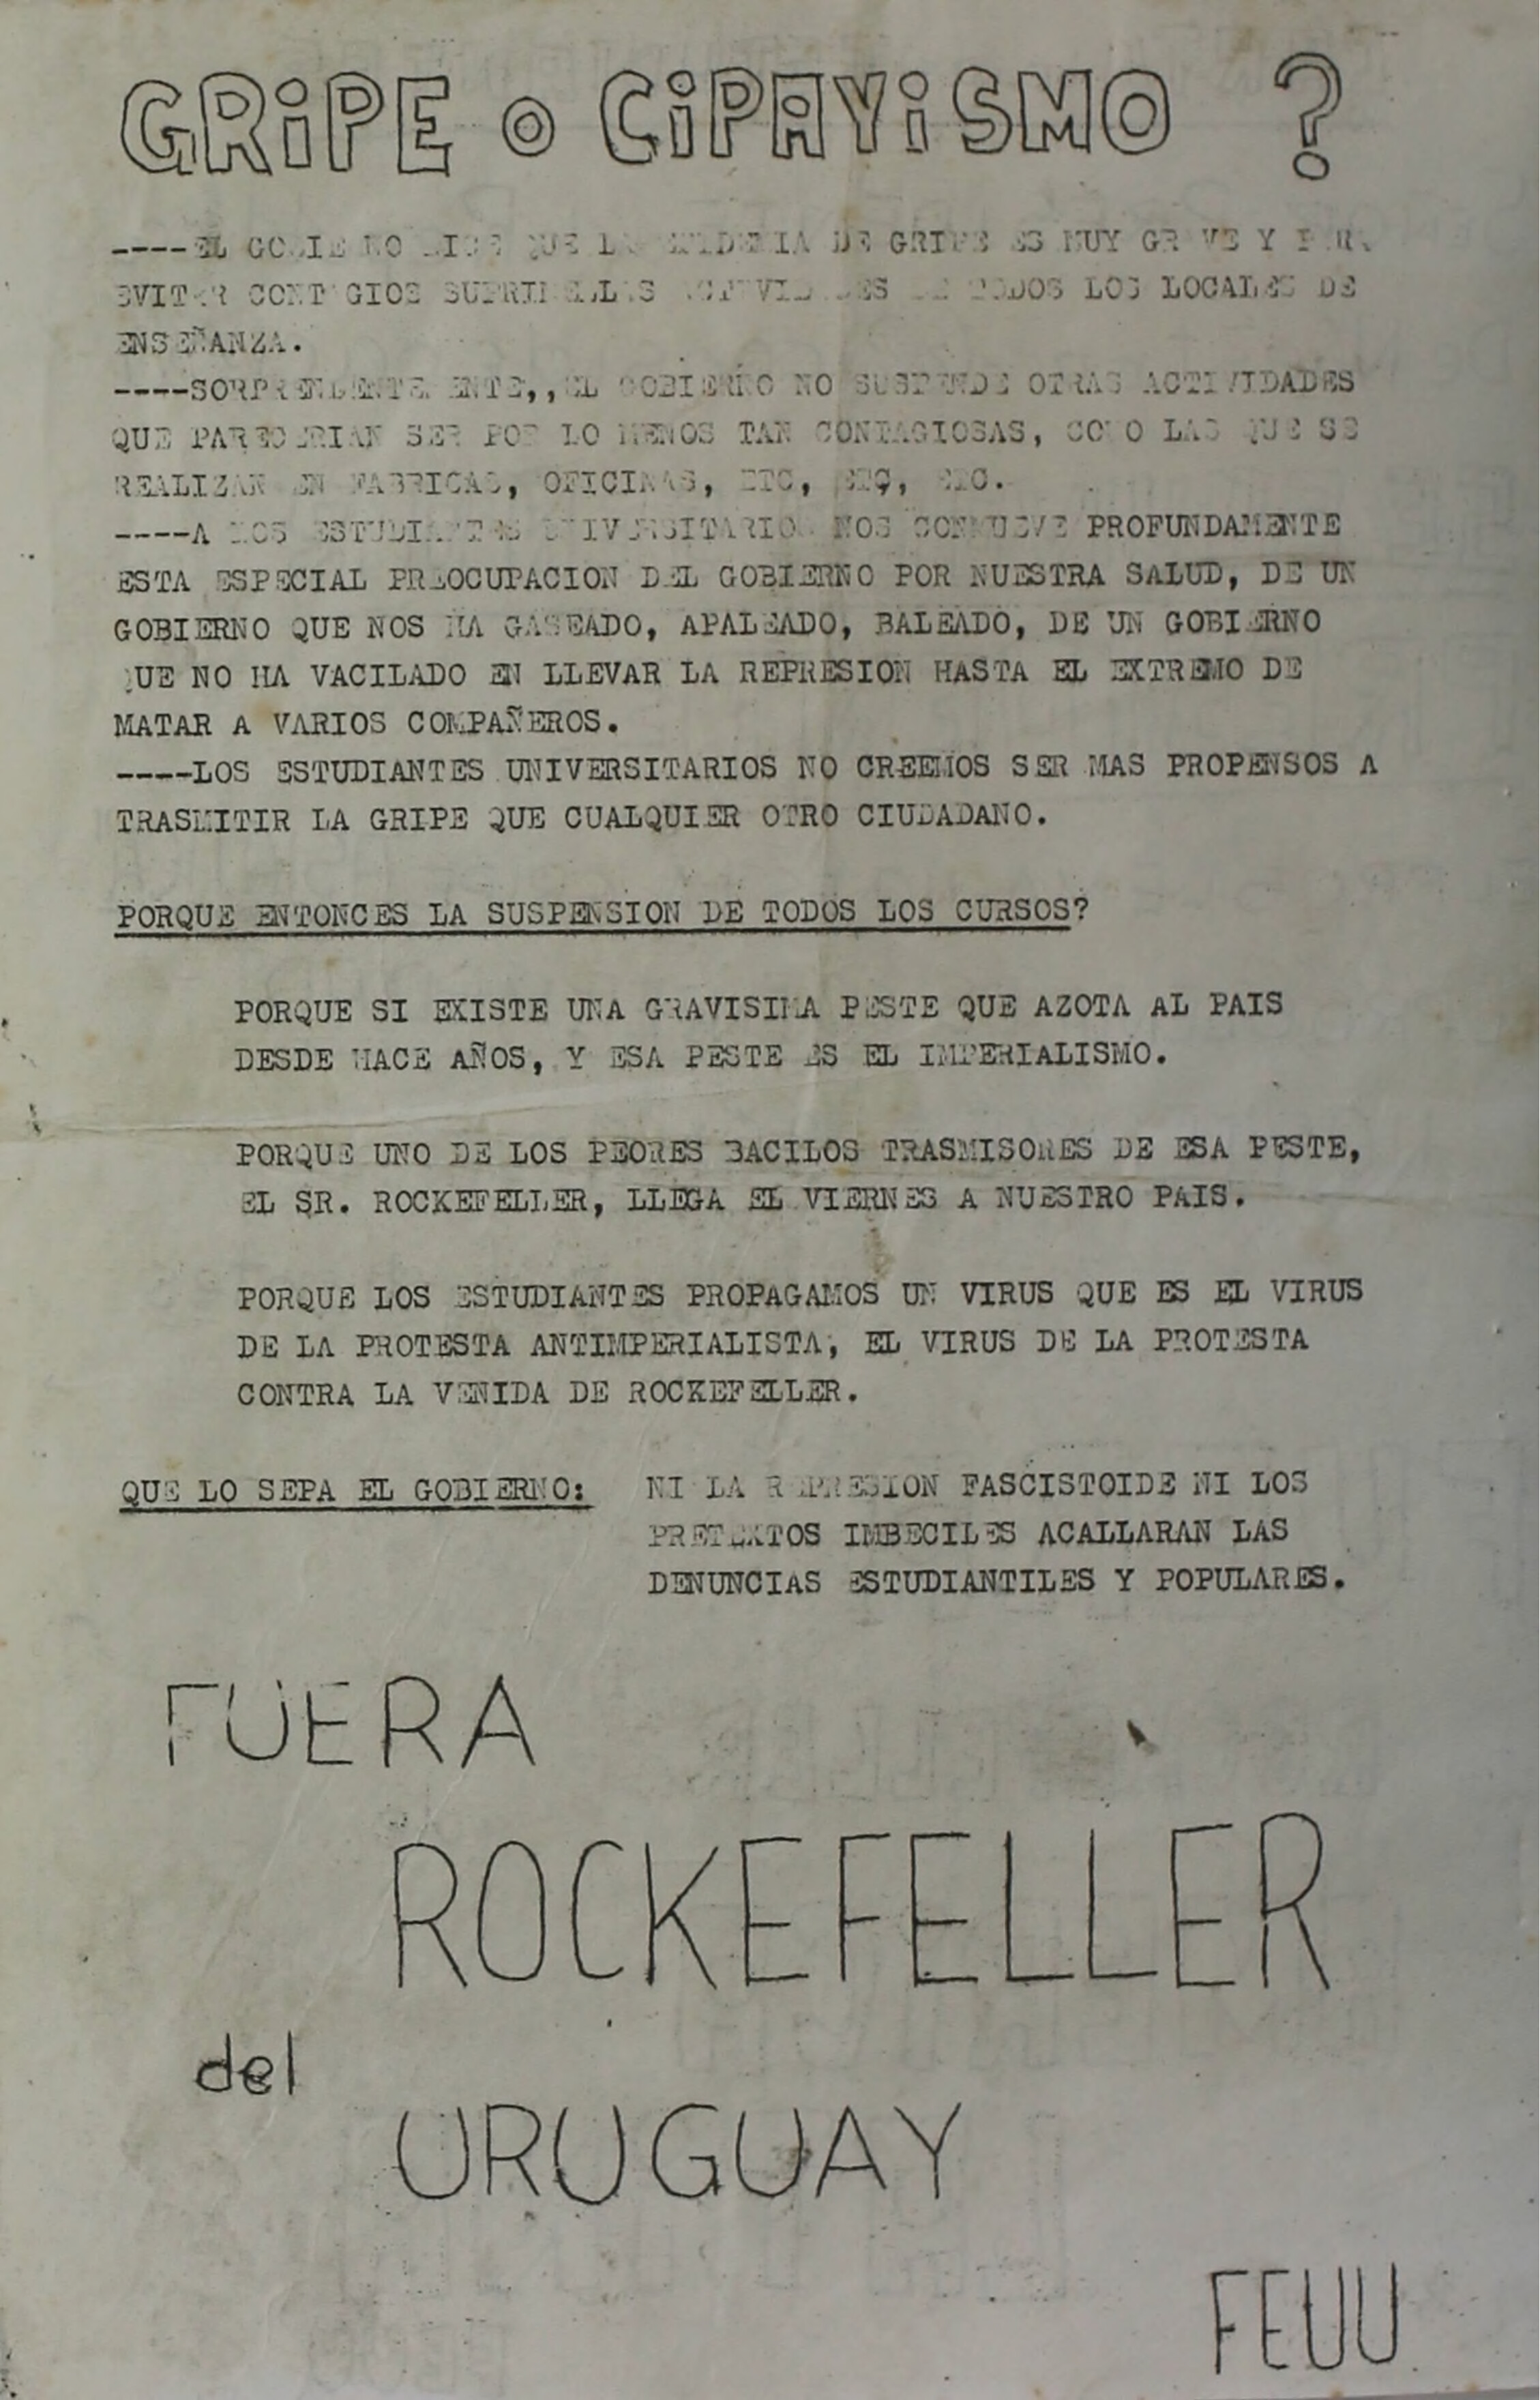 GRiPE o CiPAYiSMO ?
----EL GOBIERNO DICE QUE LA EPIDEMIA DE GRIPE ES MUY GRAVE Y PARA
EVITAR CONTAGIOS SUPRIME LAS ACTIVIDADES DE TODOS LOS LOCALES DE
ENSEÑANZA.
----SORPRENDENTEMENTE,,EL GOBIERNO NO SUSPENDE OTRAS ACTIVIDADES
QUE PARECERIAN SER POR LO MENOS TAN CONTAGIOSAS, COMO LAS QUE SE
REALIZAN EN FABRICAS, OFICINAS, ETC, ETC, ETC.
----A LOS ESTUDIANTES UNIVERSITARIOS NOS CONMUEVE PROFUNDAMENTE
ESTA ESPECIAL PREOCUPACION DEL GOBIERNO POR NUESTRA SALUD, DE UN
GOBIERNO QUE NOS HA GASEADO, APALEADO, BALEADO, DE UN GOBIERNO
QUE NO HA VACILADO EN LLEVAR LA REPRESION HASTA EL EXTREMO DE
MATAR A VARIOS COMPAÑEROS.
----LOS ESTUDIANTES UNIVERSITARIOS NO CREEMOS SER MAS PROPENSOS A
TRASMITIR LA GRIPE QUE CUALQUIER OTRO CIUDADANO.
PORQUE ENTONCES LA SUSPENSION DE TODOS LOS CURSOS?
PORQUE SI EXISTE UNA GRAVISIMA PESTE QUE AZOTA AL PAIS
DESDE HACE AÑOS, Y ESA PESTE ES EL IMPERIALISMO.
PORQUE UNO DE LOS PEORES BACILOS TRASMISORES DE ESA PESTE,
EL SR. ROCKEFELLER, LLEGA EL VIERNES A NUESTRO PAIS.
PORQUE LOS ESTUDIANTES PROPAGAMOS UN VIRUS QUE ES EL VIRUS
DE LA PROTESTA ANTIMPERIALISTA, EL VIRUS DE LA PROTESTA
CONTRA LA VENIDA DE ROCKEFELLER.
QUE LO SEPA EL GOBIERNO: NI LA REPRESION FASCISTOIDE NI LOS
PRETEXTOS IMBECILES ACALLARAN LAS
DENUNCIAS ESTUDIANTILES Y POPULARES.
FUERA
ROCKEFELLER
del
URUGUAY
FEUU